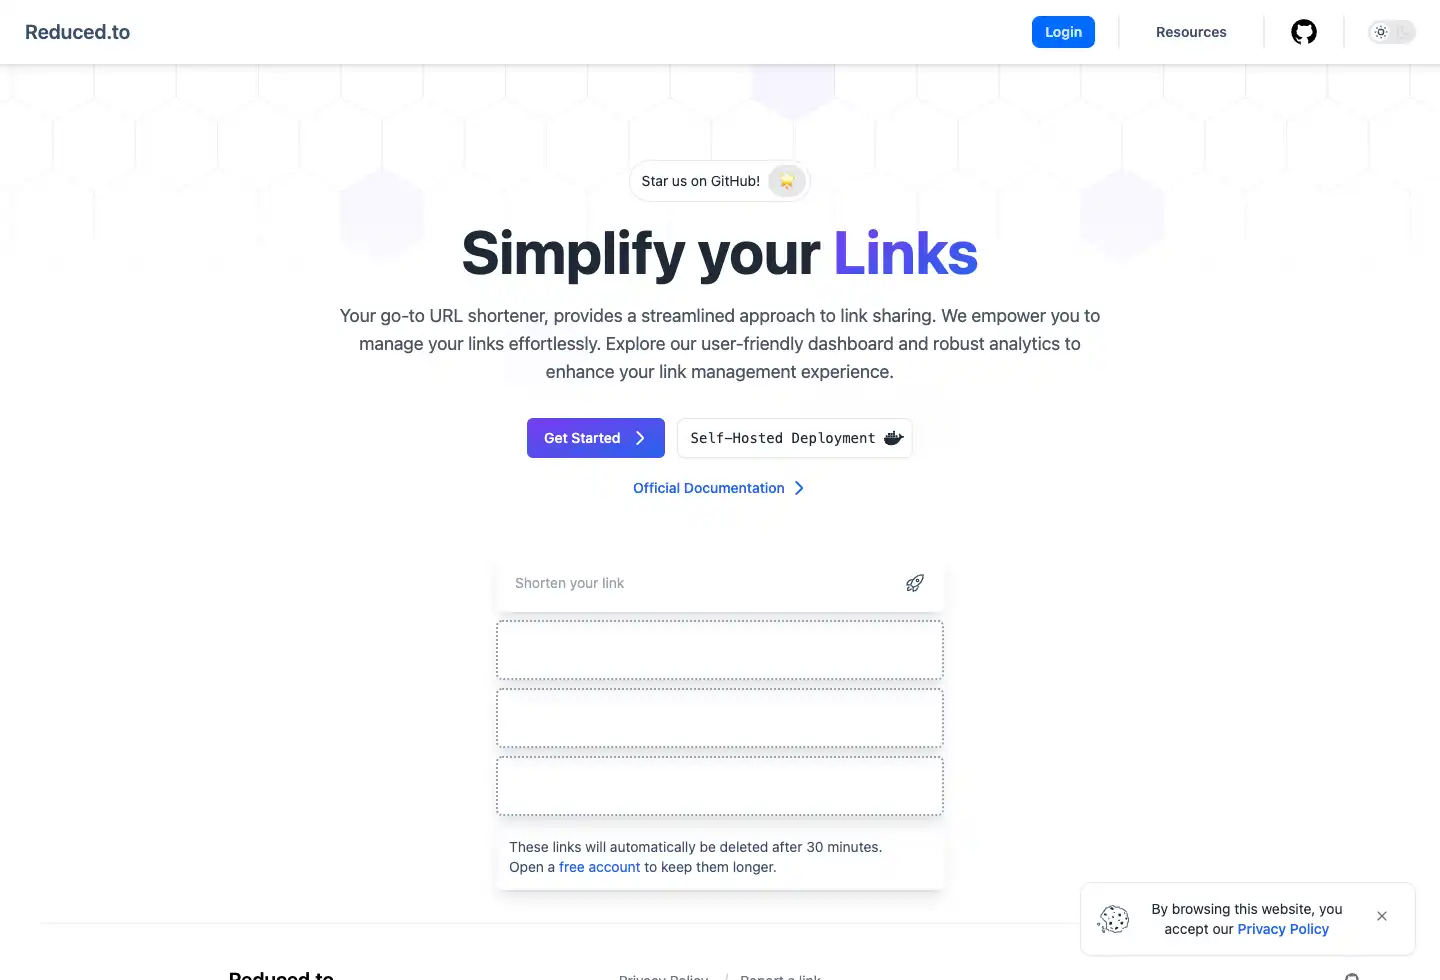 Reduced.to
Login
Resources
Star us on GitHub!
Simplify your Links
Your go-to URL shortener, provides a streamlined approach to link sharing. We empower you to
manage your links effortlessly. Explore our user-friendly dashboard and robust analytics to
enhance your link management experience.
Get Started
Self-Hosted Deployment
Official Documentation
Shorten your link
These links will automatically be deleted after 30 minutes.
Open a free account to keep them longer.
By browsing this website, you
accept our Privacy Policy
Reduced.to
Privacy Policy / Report a link